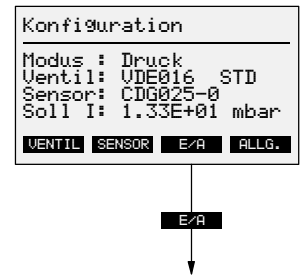 Konfiguration
Modus : Druck
Ventil: VDE016  STD
Sensor: CDG025-0
Soll I: 1.33E+01 mbar
VENTIL SENSOR E/A ALLG.
E/A